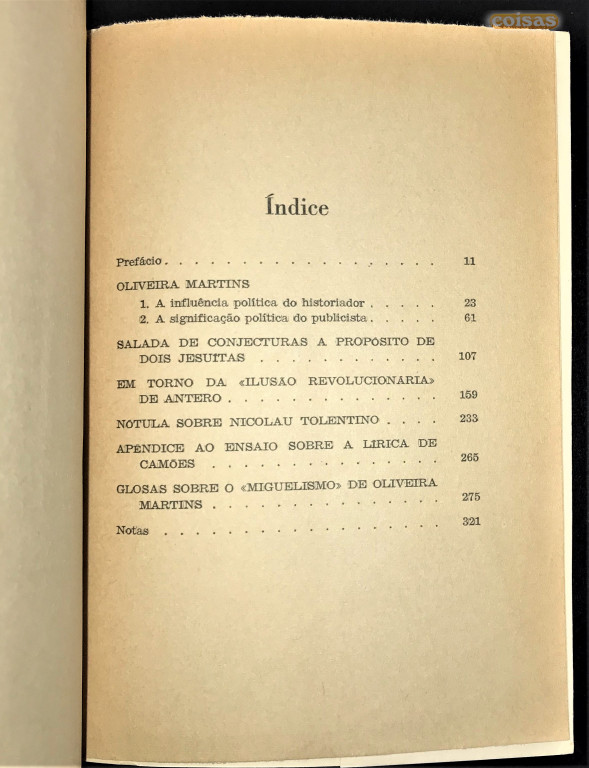 coisas
Índice
Prefácio . . . . . . . . . . . . . . . . . 11
OLIVEIRA MARTINS
1. A influência política do historiador . . . . . 23
2. A significação política do publicista . . . . . 61
SALADA DE CONJECTURAS A PROPÓSITO DE
DOIS JESUÍTAS . . . . . . . . . . . . 107
EM TORNO DA «ILUSÃO REVOLUCIONÁRIA»
DE ANTERO . . . . . . . . . . . . . . 159
NÓTULA SOBRE NICOLAU TOLENTINO . . . . 233
APÊNDICE AO ENSAIO SOBRE A LÍRICA DE
CAMÕES . . . . . . . . . . . . . . . 265
GLOSAS SOBRE O «MIGUELISMO» DE OLIVEIRA
MARTINS . . . . . . . . . . . . . . . 275
Notas . . . . . . . . . . . . . . . . . . 321